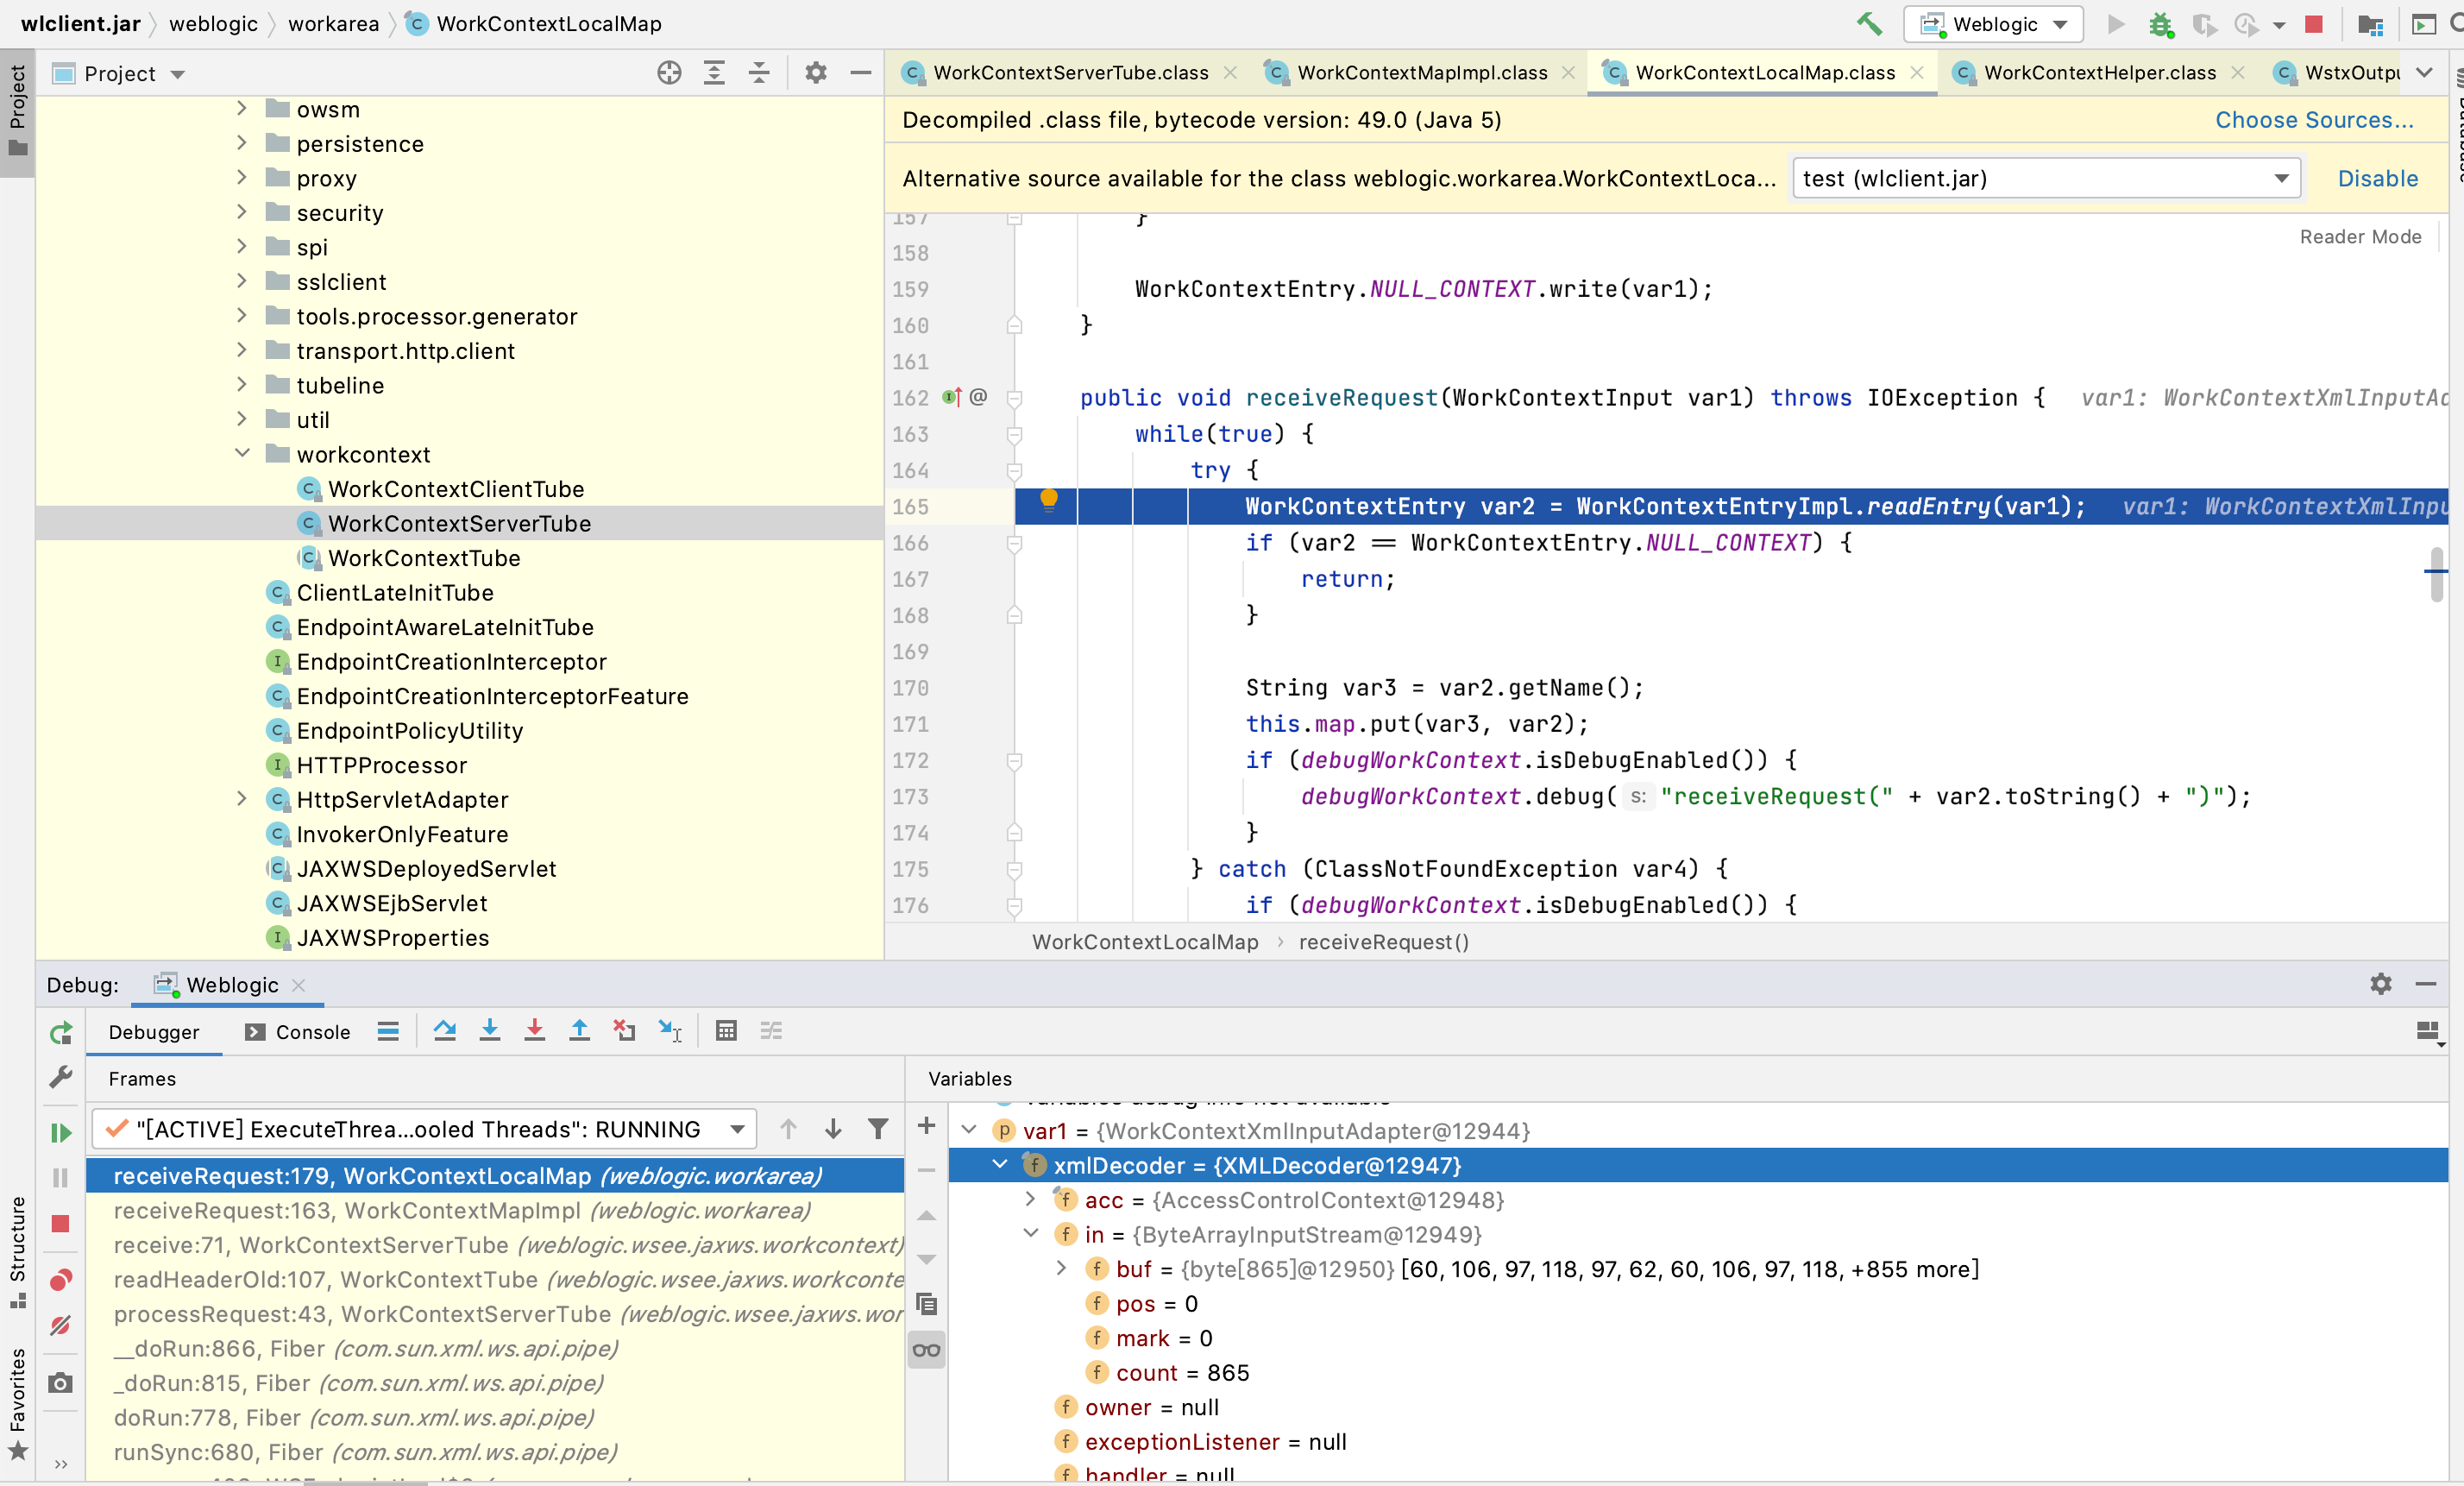 wlclient.jar weblogic workarea WorkContextLocalMap Weblogic
Project
Project
owsm
persistence
proxy
security
spi
sslclient
tools.processor.generator
transport.http.client
tubeline
util
workcontext
WorkContextClientTube
WorkContextServerTube
WorkContextTube
ClientLateInitTube
EndpointAwareLateInitTube
EndpointCreationInterceptor
EndpointCreationInterceptorFeature
EndpointPolicyUtility
HTTPProcessor
HttpServletAdapter
InvokerOnlyFeature
JAXWSDeployedServlet
JAXWSEjbServlet
JAXWSProperties
WorkContextServerTube.class WorkContextMapImpl.class WorkContextLocalMap.class WorkContextHelper.class WstxOutpu
Decompiled .class file, bytecode version: 49.0 (Java 5) Choose Sources...
Alternative source available for the class weblogic.workarea.WorkContextLoca... test (wlclient.jar) Disable
Reader Mode
157 }
158
159 WorkContextEntry.NULL_CONTEXT.write(var1);
160 }
161
162 public void receiveRequest(WorkContextInput var1) throws IOException { var1: WorkContextXmlInputAd
163 while(true) {
164 try {
165 WorkContextEntry var2 = WorkContextEntryImpl.readEntry(var1); var1: WorkContextXmlInpu
166 if (var2 == WorkContextEntry.NULL_CONTEXT) {
167 return;
168 }
169
170 String var3 = var2.getName();
171 this.map.put(var3, var2);
172 if (debugWorkContext.isDebugEnabled()) {
173 debugWorkContext.debug( s: "receiveRequest(" + var2.toString() + ")");
174 }
175 } catch (ClassNotFoundException var4) {
176 if (debugWorkContext.isDebugEnabled()) {
WorkContextLocalMap › receiveRequest()
Debug: Weblogic
Debugger Console
Frames
"[ACTIVE] ExecuteThrea...ooled Threads": RUNNING
receiveRequest:179, WorkContextLocalMap (weblogic.workarea)
receiveRequest:163, WorkContextMapImpl (weblogic.workarea)
receive:71, WorkContextServerTube (weblogic.wsee.jaxws.workcontext)
readHeaderOld:107, WorkContextTube (weblogic.wsee.jaxws.workconte
processRequest:43, WorkContextServerTube (weblogic.wsee.jaxws.wor
__doRun:866, Fiber (com.sun.xml.ws.api.pipe)
_doRun:815, Fiber (com.sun.xml.ws.api.pipe)
doRun:778, Fiber (com.sun.xml.ws.api.pipe)
runSync:680, Fiber (com.sun.xml.ws.api.pipe)
Variables
var1 = {WorkContextXmlInputAdapter@12944}
xmlDecoder = {XMLDecoder@12947}
acc = {AccessControlContext@12948}
in = {ByteArrayInputStream@12949}
buf = {byte[865]@12950} [60, 106, 97, 118, 97, 62, 60, 106, 97, 118, +855 more]
pos = 0
mark = 0
count = 865
owner = null
exceptionListener = null
handler = null
Structure
Favorites